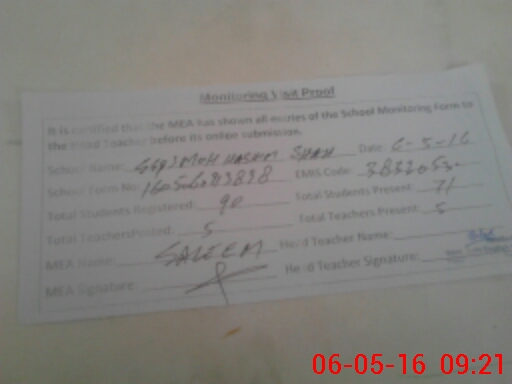 Monitoring Visit Proof
It is certified that the MEA has shown all entries of the School Monitoring Form to
the Head Teacher before its online submission.
School Name: HASHM SHAH Date: 6-5-16
School Form No: EMIS Code:
Total Students Registered: 90 Total Students Present: 71
Total Teachers Posted: 5 Total Teachers Present: 5
MEA Name: SALEEM Head Teacher Name:
MEA Signature: Head Teacher Signature:
06-05-16 09:21